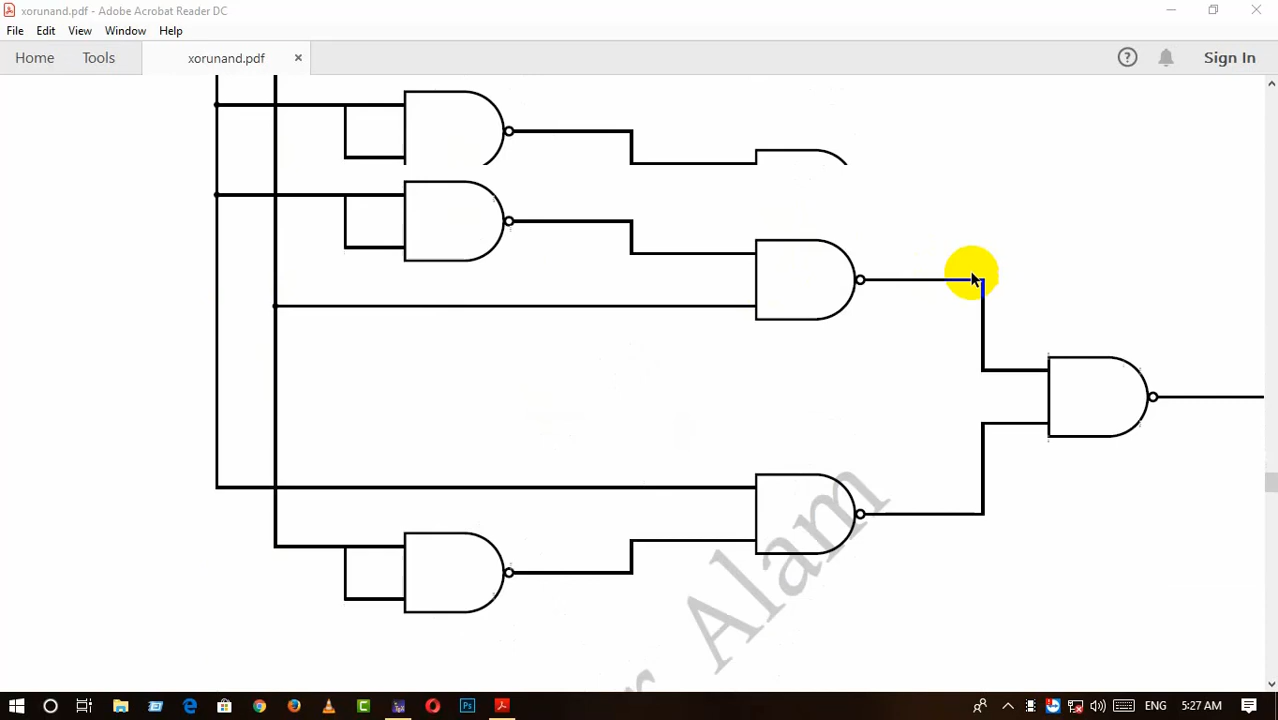 xorunand.pdf - Adobe Acrobat Reader DC
File Edit View Window Help
Home Tools xorunand.pdf × ? Sign In
Alam
ENG 5:27 AM